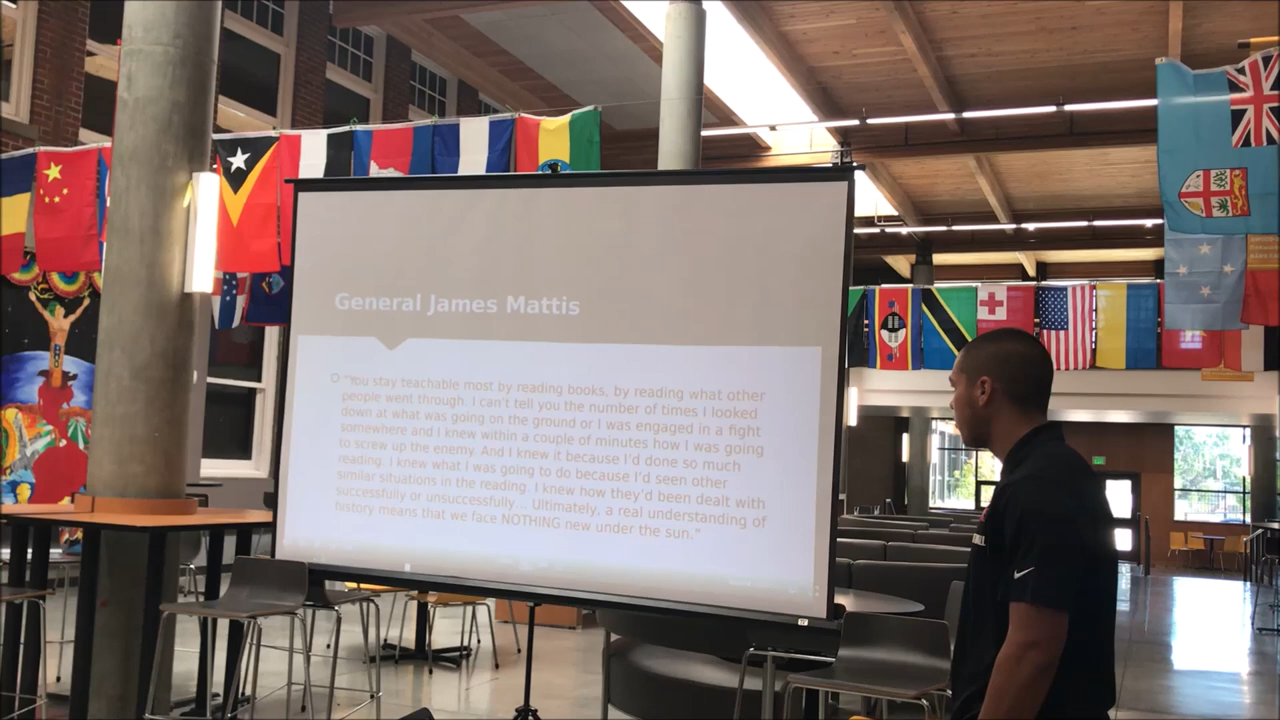 General James Mattis
"You stay teachable most by reading books, by reading what other
people went through. I can't tell you the number of times I looked
down at what was going on the ground or I was engaged in a fight
somewhere and I knew within a couple of minutes how I was going
to screw up the enemy. And I knew it because I'd done so much
reading. I knew what I was going to do because I'd seen other
similar situations in the reading. I knew how they'd been dealt with
successfully or unsuccessfully... Ultimately, a real understanding of
history means that we face NOTHING new under the sun."